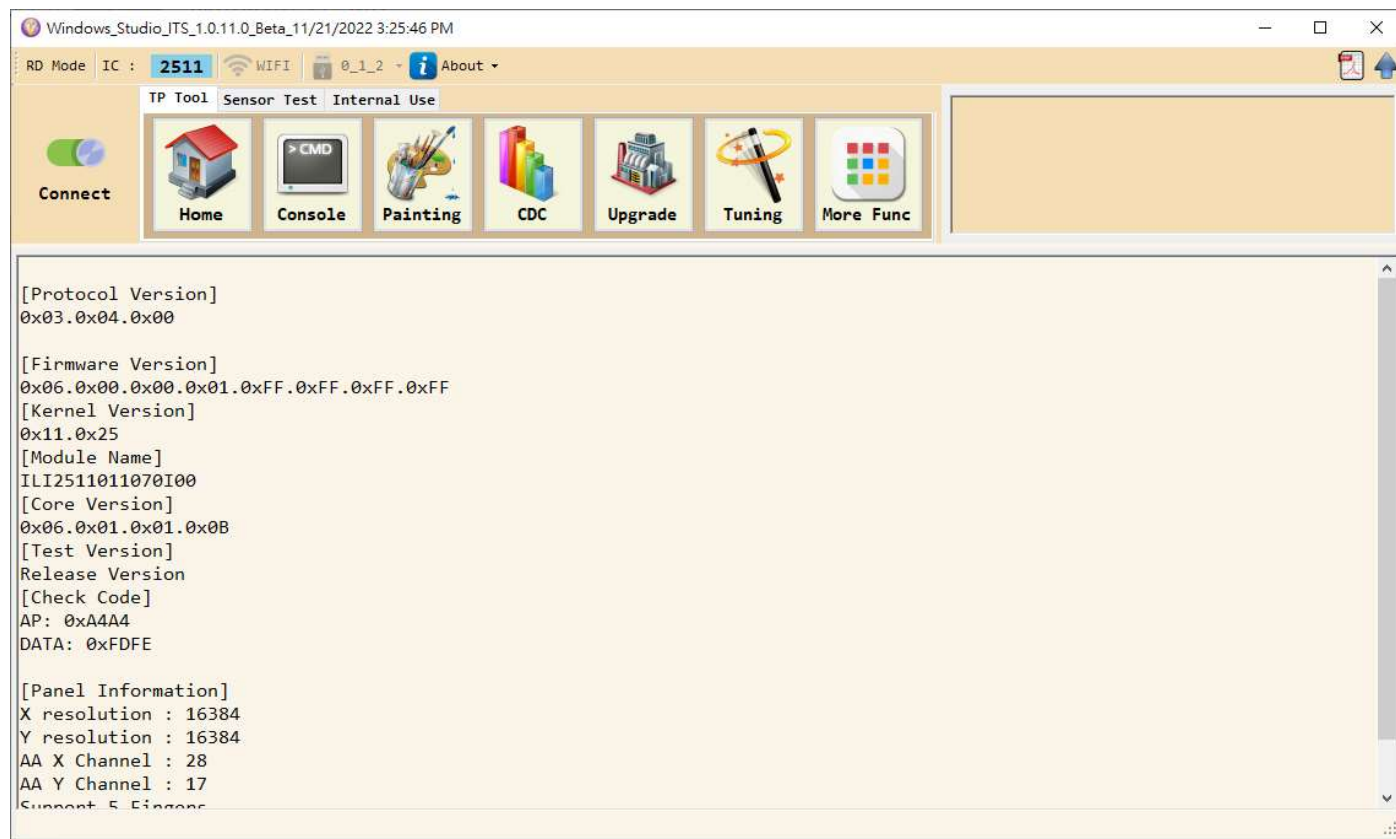 Windows_Studio_ITS_1.0.11.0_Beta_11/21/2022 3:25:46 PM
RD Mode IC : 2511 WIFI 0_1_2 About
TP Tool Sensor Test Internal Use
Connect
> CMD
Home Console Painting CDC Upgrade Tuning More Func
[Protocol Version]
0x03.0x04.0x00
[Firmware Version]
0x06.0x00.0x00.0x01.0xFF.0xFF.0xFF.0xFF
[Kernel Version]
0x11.0x25
[Module Name]
ILI2511011070I00
[Core Version]
0x06.0x01.0x01.0x0B
[Test Version]
Release Version
[Check Code]
AP: 0xA4A4
DATA: 0xFDFE
[Panel Information]
X resolution : 16384
Y resolution : 16384
AA X Channel : 28
AA Y Channel : 17
Support 5 Fingers